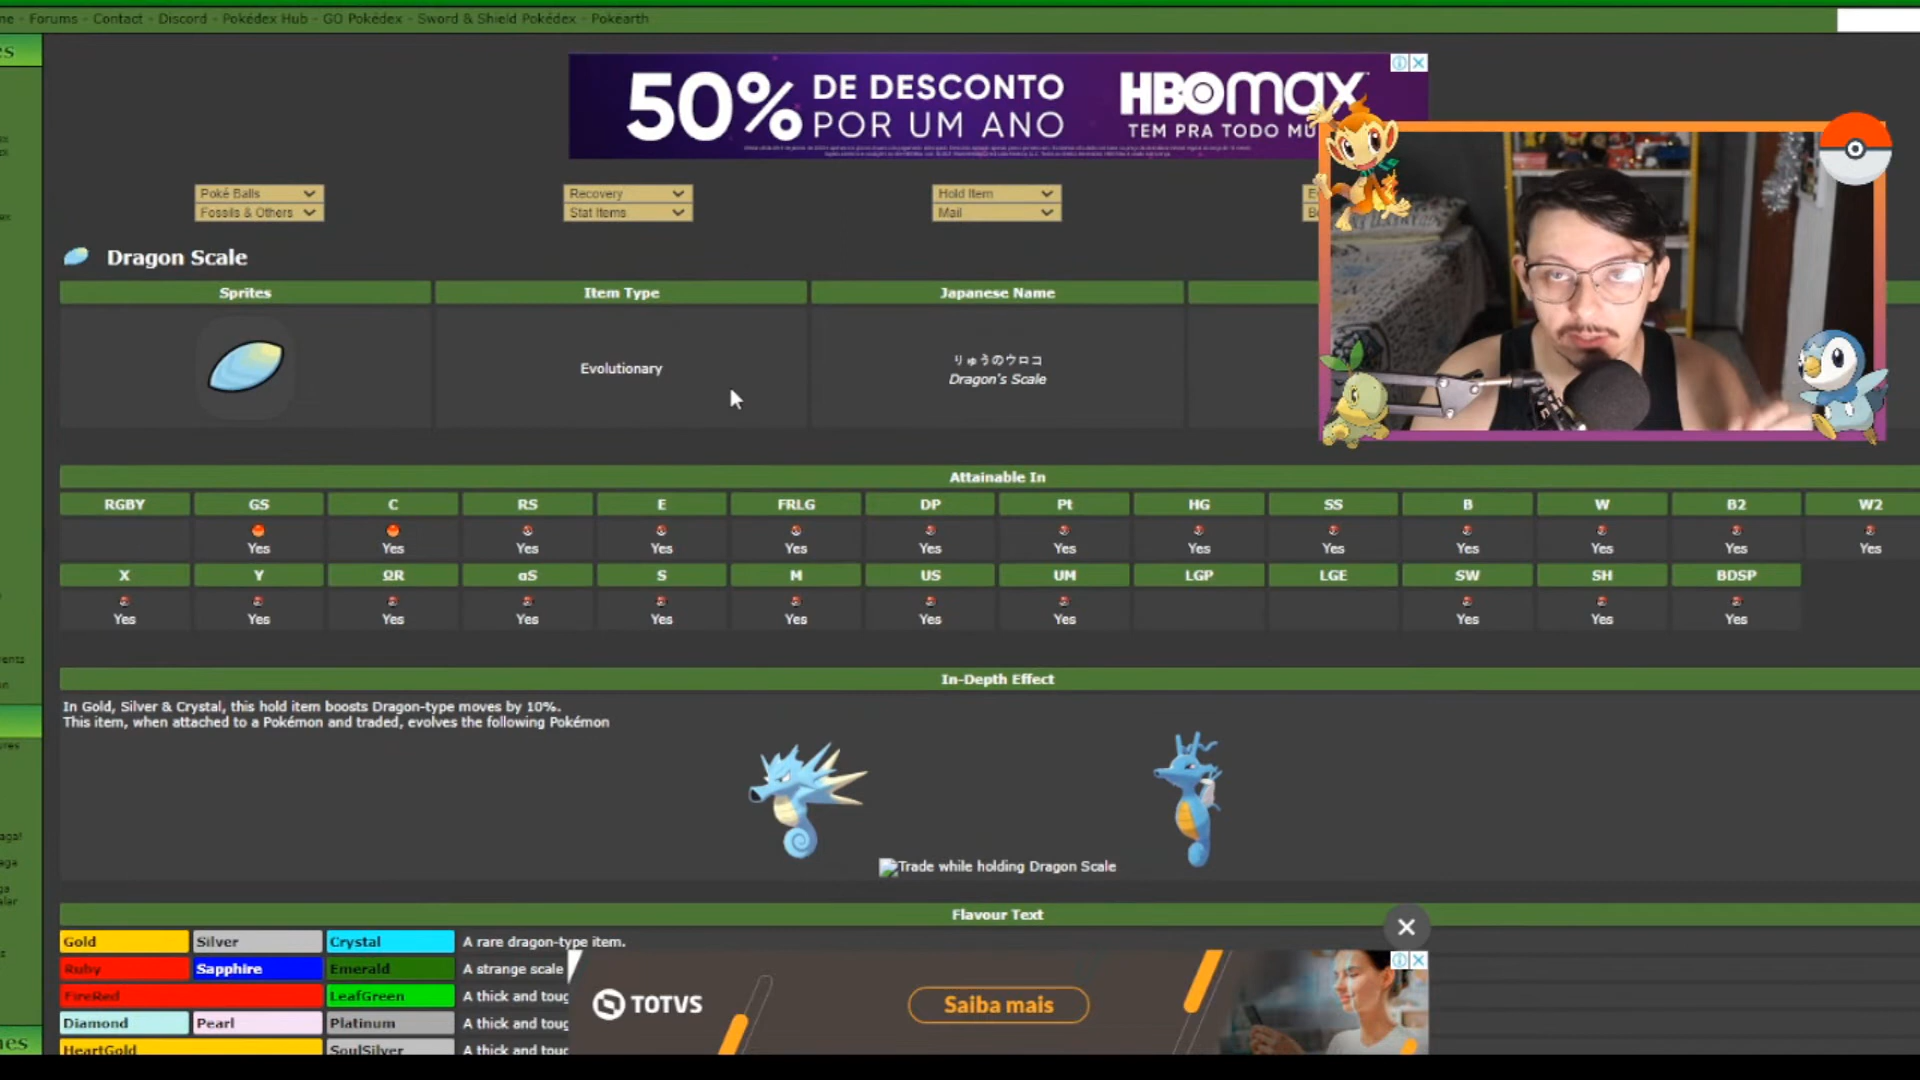 Forums - Contact - Discord - Pokédex Hub - GO Pokédex - Sword & Shield Pokédex - Pokéarth
50% DE DESCONTO POR UM ANO
HBOmax
TEM PRA TODO MU
Poké Balls
Recovery
Hold Item
Fossils & Others
Stat Items
Mail
Dragon Scale
Sprites Item Type Japanese Name
Evolutionary
りゅうのウロコ
Dragon's Scale
Attainable In
RGBY GS C RS E FRLG DP Pt HG SS B W B2 W2
Yes Yes Yes Yes Yes Yes Yes Yes Yes Yes Yes Yes Yes
X Y ΩR αS S M US UM LGP LGE SW SH BDSP
Yes Yes Yes Yes Yes Yes Yes Yes Yes Yes Yes
In-Depth Effect
In Gold, Silver & Crystal, this hold item boosts Dragon-type moves by 10%.
This item, when attached to a Pokémon and traded, evolves the following Pokémon
Trade while holding Dragon Scale
Flavour Text
Gold Silver Crystal A rare dragon-type item.
Ruby Sapphire Emerald A strange scale
FireRed LeafGreen A thick and toug
Diamond Pearl Platinum A thick and toug
HeartGold SoulSilver A thick and toug
TOTVS
Saiba mais